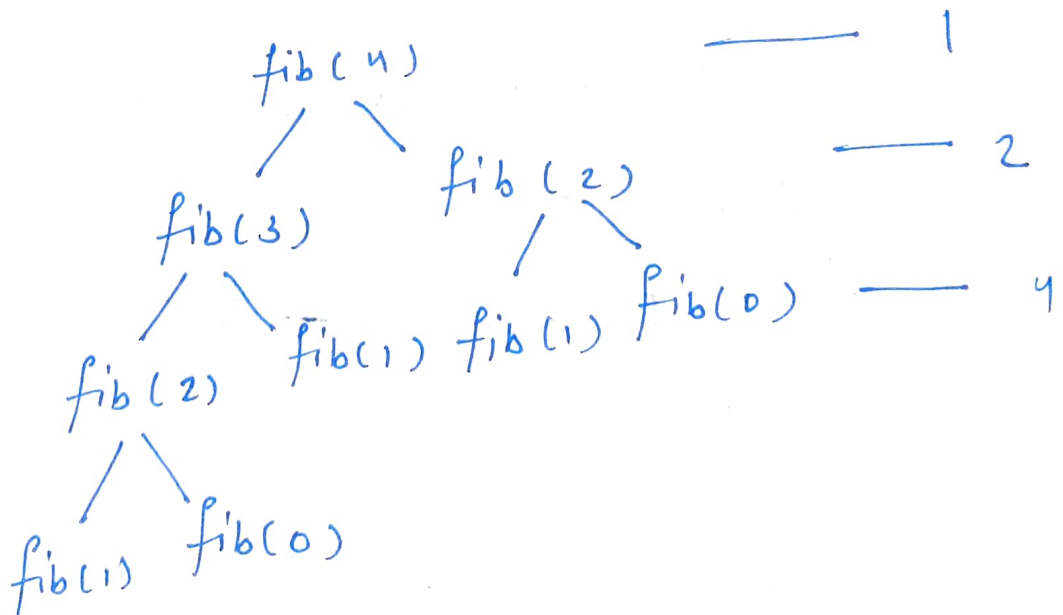 fib(4) — 1
fib(3) fib(2) — 2
fib(2) fib(1) fib(1) fib(0) — 4
fib(1) fib(0)